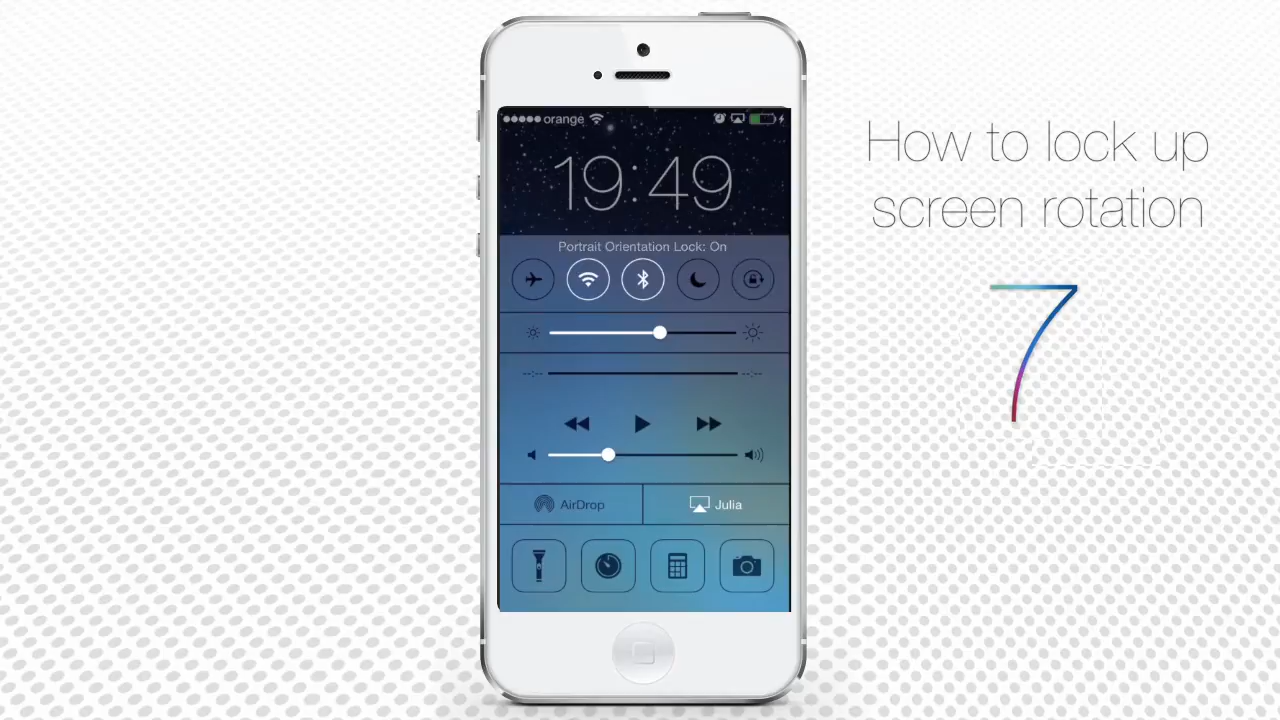 orange
19:49
Portrait Orientation Lock: On
--:-- --:--
AirDrop
Julia
How to lock up
screen rotation
7